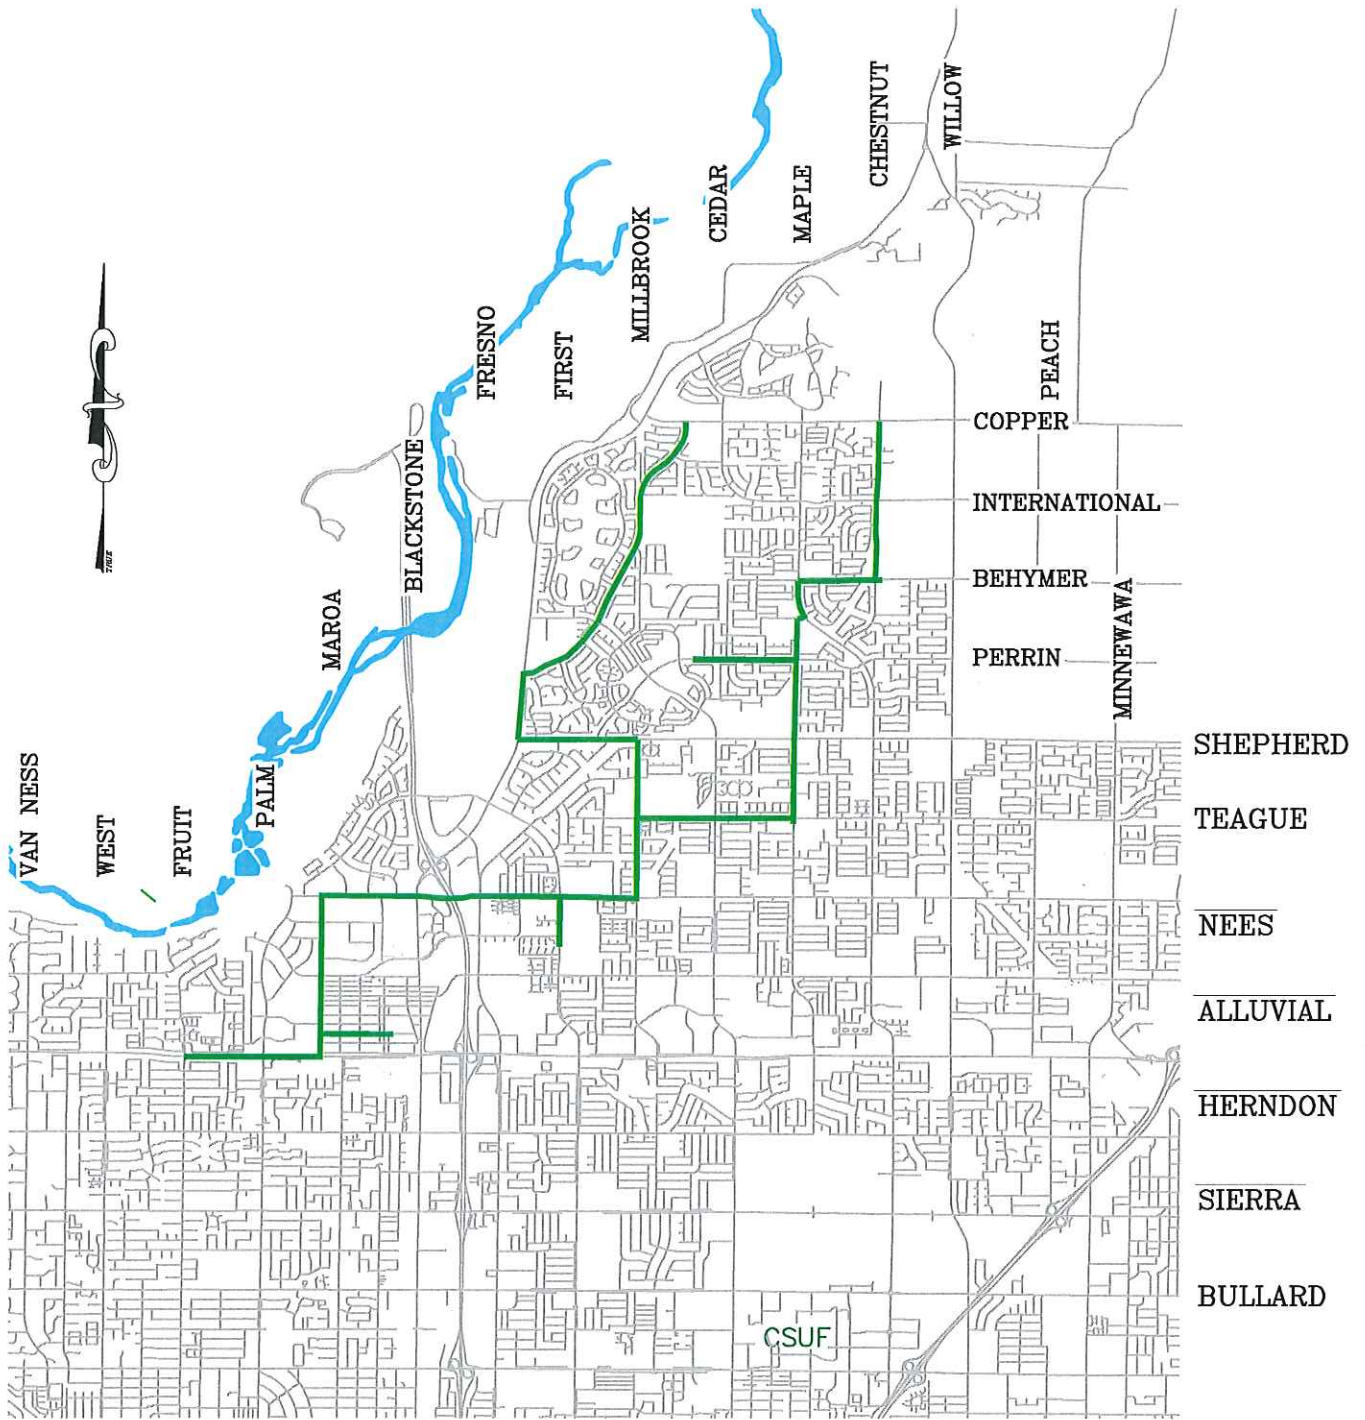 CHESTNUT
WILLOW
CEDAR
MAPLE
MILLBROOK
FRESNO
FIRST
PEACH
COPPER
BLACKSTONE
INTERNATIONAL
TRUE
BEHYMER
MAROA
MINNEWAWA
PERRIN
SHEPHERD
VAN NESS
WEST
FRUIT
PALM
TEAGUE
NEES
ALLUVIAL
HERNDON
SIERRA
BULLARD
CSUF